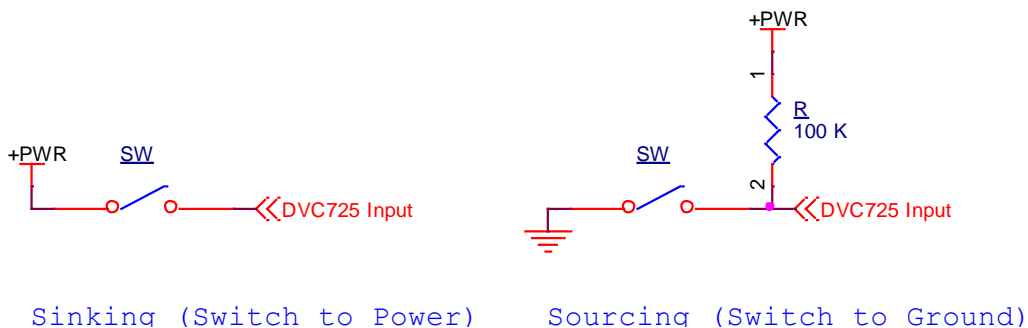 +PWR
1
R
100 K
+PWR
SW
SW
2
DVC725 Input
DVC725 Input
Sinking (Switch to Power)
Sourcing (Switch to Ground)